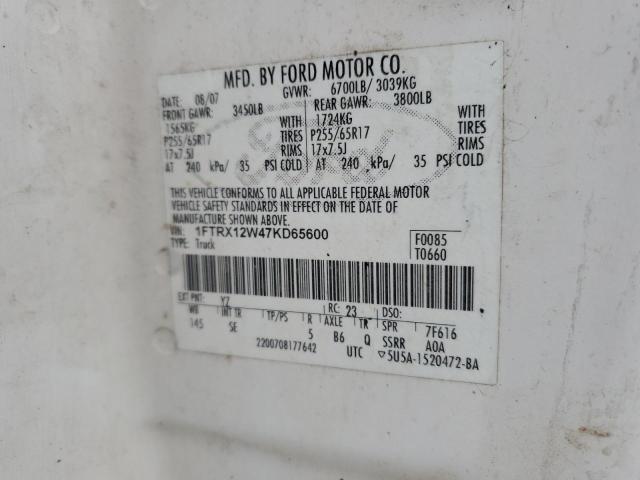 MFD. BY FORD MOTOR CO.
DATE: 08/07 GVWR: 6700LB/ 3039KG
FRONT GAWR: 3450LB REAR GAWR: 3800LB
1565KG WITH 1724KG WITH
P255/65R17 TIRES P255/65R17 TIRES
17x7.5J RIMS 17x7.5J RIMS
AT 240 kPa/ 35 PSI COLD AT 240 kPa/ 35 PSI COLD
THIS VEHICLE CONFORMS TO ALL APPLICABLE FEDERAL MOTOR
VEHICLE SAFETY STANDARDS IN EFFECT ON THE DATE OF
MANUFACTURE SHOWN ABOVE.
VIN: 1FTRX12W47KD65600 F0085
TYPE: Truck T0660
EXT PNT: YZ RC: 23 DSO:
WB INT TR TP/PS R AXLE TR SPR 7F616
145 SE 5 B6 Q SSRR AOA
2200708177642 UTC ▽5U5A-1520472-BA